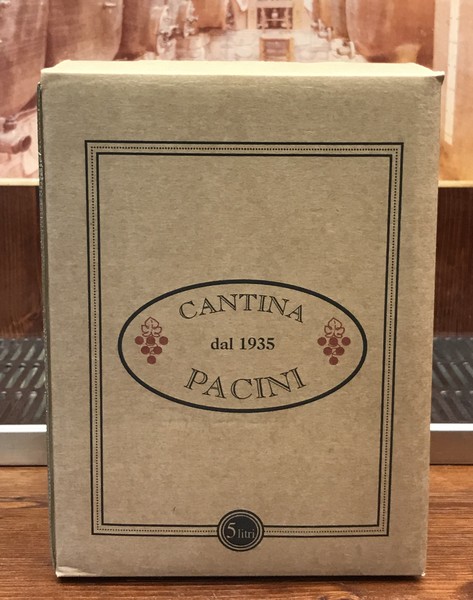 CANTINA
dal 1935
PACINI
5 litri